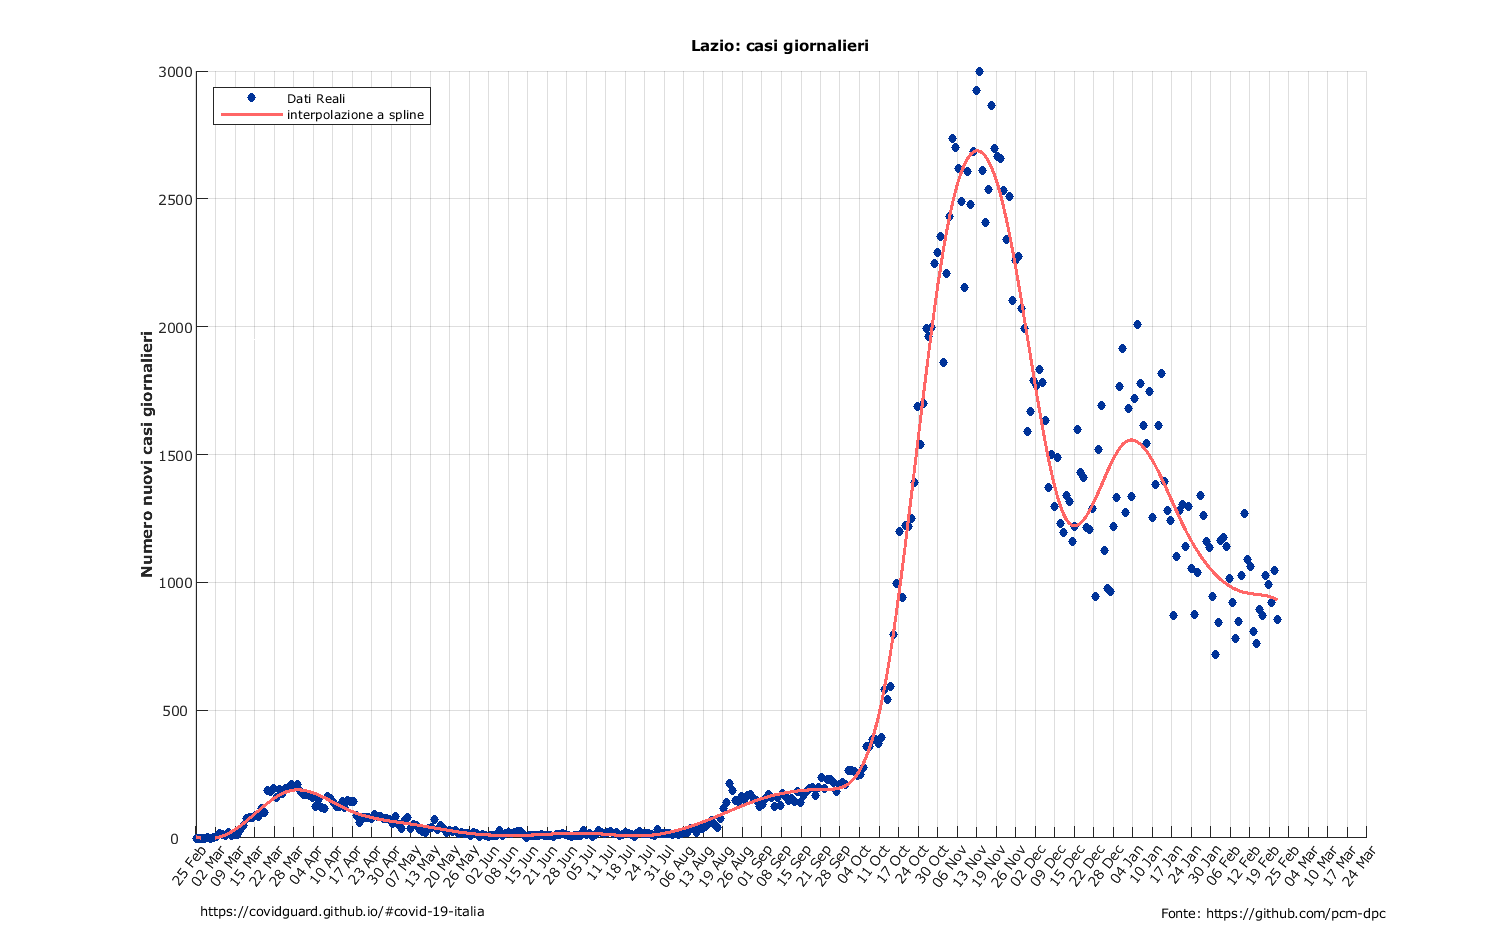 Lazio: casi giornalieri
Dati Reali
interpolazione a spline
Numero nuovi casi giornalieri
3000
2500
2000
1500
1000
500
0
25 Feb
02 Mar
09 Mar
15 Mar
22 Mar
28 Mar
04 Apr
10 Apr
17 Apr
23 Apr
30 Apr
07 May
13 May
20 May
26 May
02 Jun
08 Jun
15 Jun
21 Jun
28 Jun
05 Jul
11 Jul
18 Jul
24 Jul
31 Jul
06 Aug
13 Aug
19 Aug
26 Aug
01 Sep
08 Sep
15 Sep
21 Sep
28 Sep
04 Oct
11 Oct
17 Oct
24 Oct
30 Oct
06 Nov
13 Nov
19 Nov
26 Nov
02 Dec
09 Dec
15 Dec
22 Dec
28 Dec
04 Jan
10 Jan
17 Jan
24 Jan
30 Jan
06 Feb
12 Feb
19 Feb
25 Feb
04 Mar
10 Mar
17 Mar
24 Mar
https://covidguard.github.io/#covid-19-italia
Fonte: https://github.com/pcm-dpc